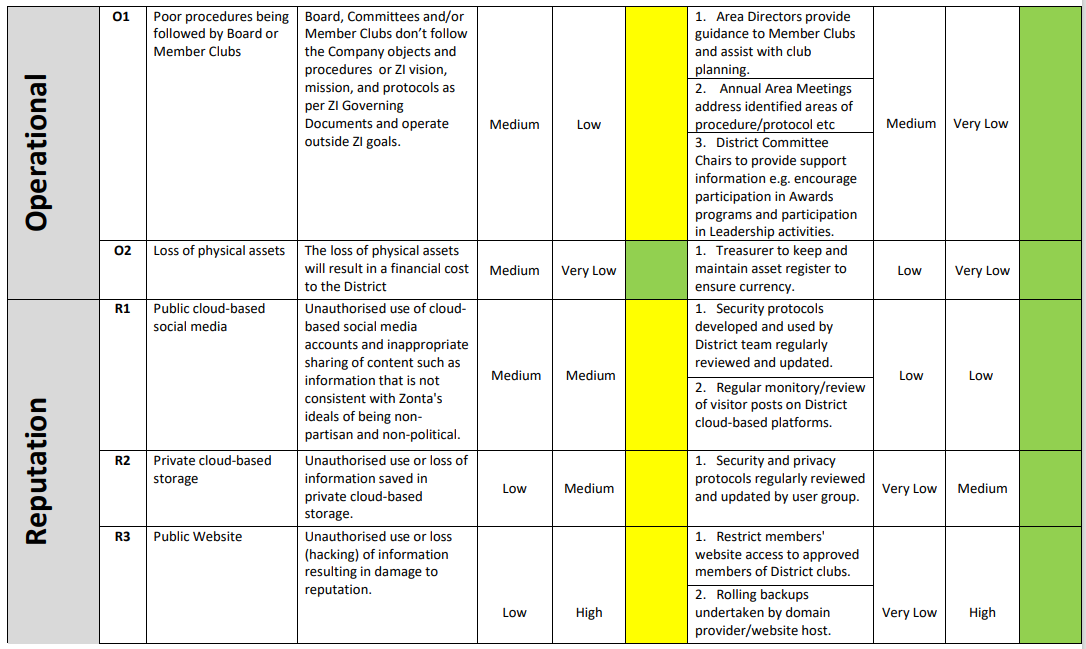 Operational
O1
Poor procedures being
followed by Board or
Member Clubs
Board, Committees and/or
Member Clubs don’t follow
the Company objects and
procedures or ZI vision,
mission, and protocols as
per ZI Governing
Documents and operate
outside ZI goals.
Medium
Low
1. Area Directors provide
guidance to Member Clubs
and assist with club
planning.
2. Annual Area Meetings
address identified areas of
procedure/protocol etc
3. District Committee
Chairs to provide support
information e.g. encourage
participation in Awards
programs and participation
in Leadership activities.
Medium
Very Low
O2
Loss of physical assets
The loss of physical assets
will result in a financial cost
to the District
Medium
Very Low
1. Treasurer to keep and
maintain asset register to
ensure currency.
Low
Very Low
Reputation
R1
Public cloud-based
social media
Unauthorised use of cloud-
based social media
accounts and inappropriate
sharing of content such as
information that is not
consistent with Zonta's
ideals of being non-
partisan and non-political.
Medium
Medium
1. Security protocols
developed and used by
District team regularly
reviewed and updated.
2. Regular monitory/review
of visitor posts on District
cloud-based platforms.
Low
Low
R2
Private cloud-based
storage
Unauthorised use or loss of
information saved in
private cloud-based
storage.
Low
Medium
1. Security and privacy
protocols regularly reviewed
and updated by user group.
Very Low
Medium
R3
Public Website
Unauthorised use or loss
(hacking) of information
resulting in damage to
reputation.
Low
High
1. Restrict members'
website access to approved
members of District clubs.
2. Rolling backups
undertaken by domain
provider/website host.
Very Low
High